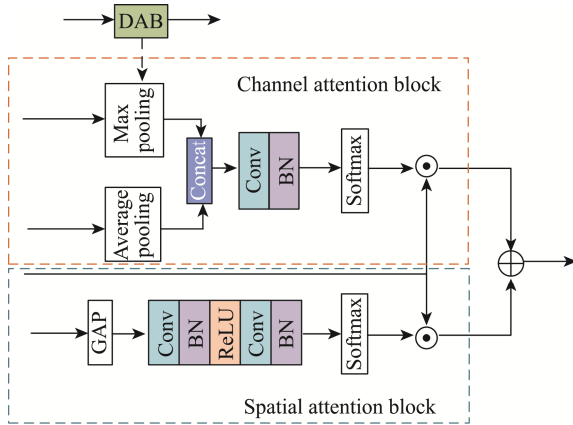 DAB
Channel attention block
Max
pooling
Concat
Conv
BN
Softmax
Average
pooling
GAP
Conv
BN
ReLU
Conv
BN
Softmax
Spatial attention block